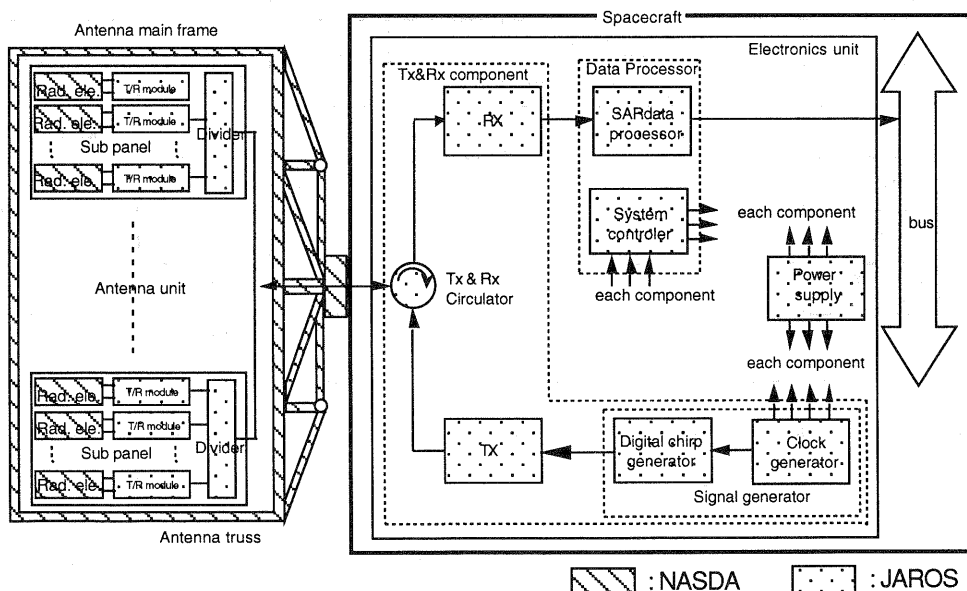 Spacecraft
Antenna main frame
Electronics unit
Rad. ele.
T/R module
Rad. ele.
T/R module
Divider
Sub panel
Rad. ele.
T/R module
Antenna unit
Rad. ele.
T/R module
Rad. ele.
T/R module
Divider
Sub panel
Rad. ele.
T/R module
Antenna truss
Tx&Rx component
RX
Data Processor
SARdata
processor
System
controler
each component
Tx & Rx
Circulator
TX
each component
Power
supply
each component
bus
Digital chirp
generator
Clock
generator
Signal generator
: NASDA
: JAROS